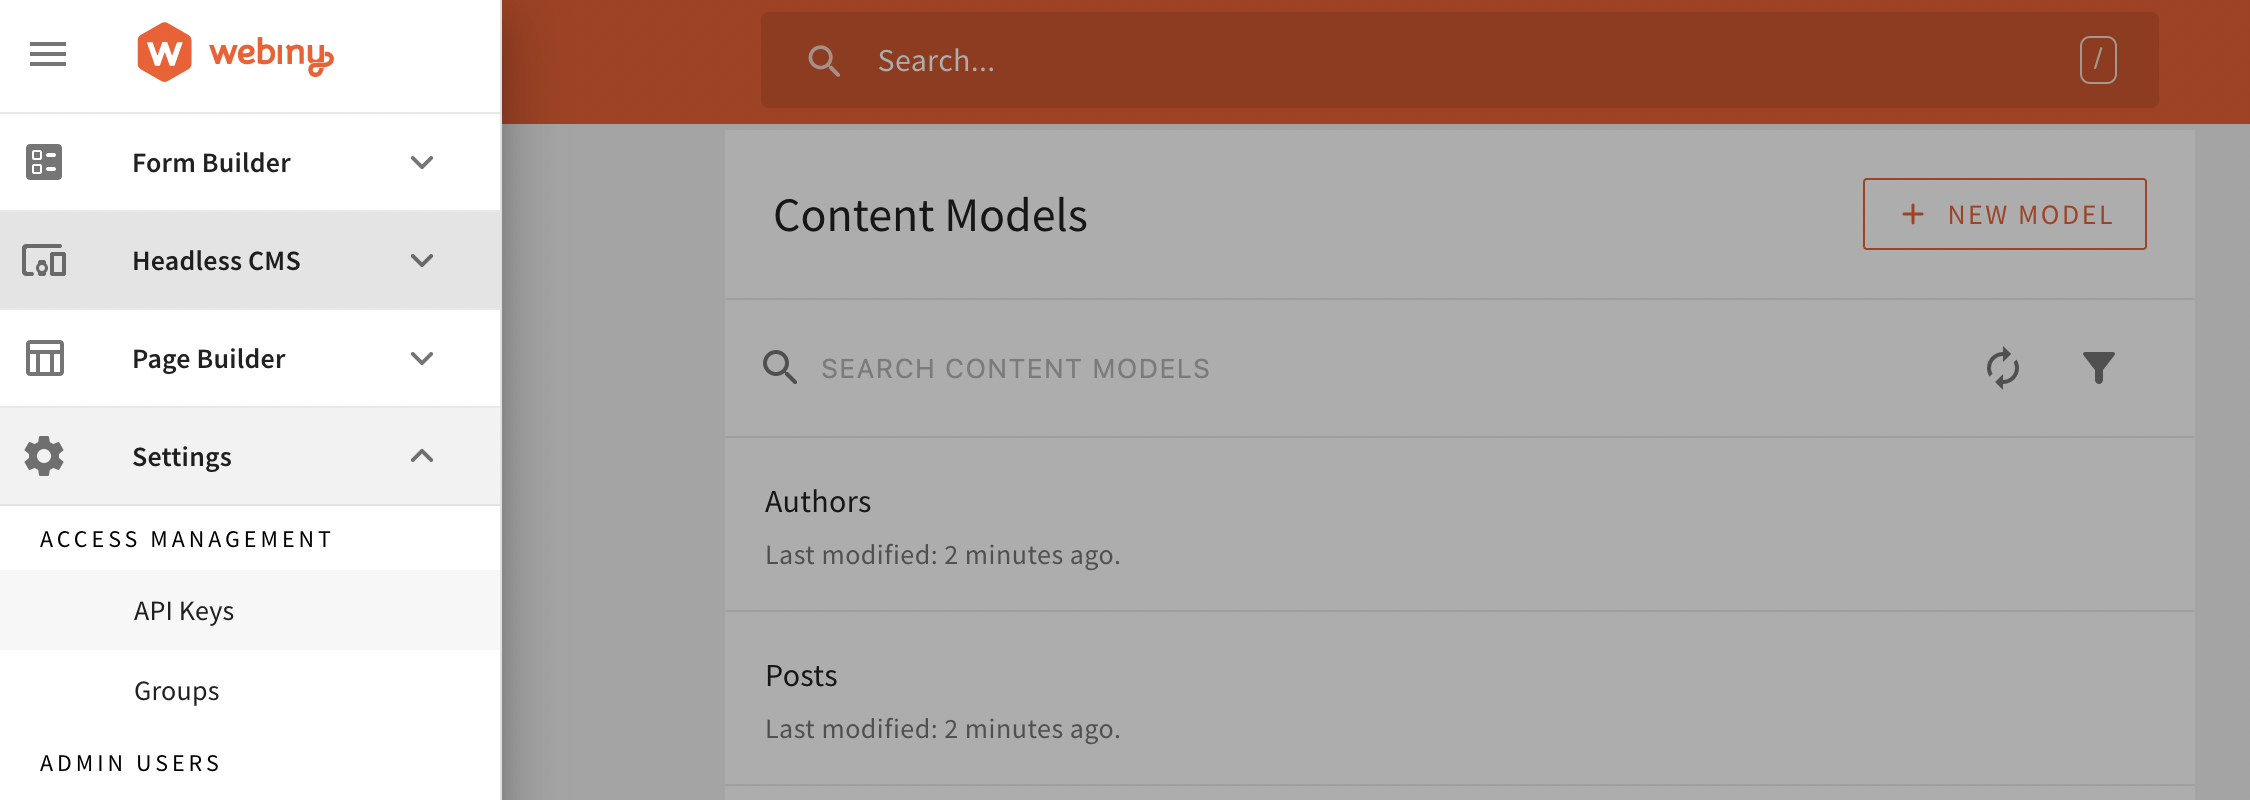 webiny
Form Builder
Headless CMS
Page Builder
Settings
ACCESS MANAGEMENT
API Keys
Groups
ADMIN USERS
Search... /
Content Models + NEW MODEL
SEARCH CONTENT MODELS
Authors
Last modified: 2 minutes ago.
Posts
Last modified: 2 minutes ago.